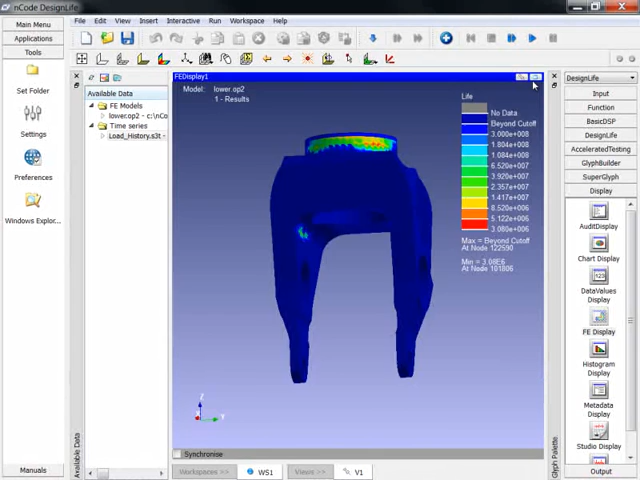 nCode DesignLife
File Edit View Insert Interactive Run Workspace Help
Main Menu
Applications
Tools
Set Folder
Settings
Preferences
Windows Explor...
Manuals
Available Data
FE Models
lower.op2 - c:\nCo
Time series
Load_History.s3t -
Available Data
FEDisplay1
Model: lower.op2
1 - Results
Life
No Data
Beyond Cutoff
3.000e+008
1.804e+008
1.084e+008
6.520e+007
3.920e+007
2.357e+007
1.417e+007
8.520e+006
5.122e+006
3.080e+006
Max = Beyond Cutoff
At Node 122590
Min = 3.08E6
At Node 101806
Z
Y
Synchronise
Workspaces >> WS1 Views >> V1
Glyph Palette
DesignLife
Input
Function
BasicDSP
DesignLife
AcceleratedTesting
GlyphBuilder
SuperGlyph
Display
AuditDisplay
Chart Display
DataValues
Display
FE Display
Histogram
Display
Metadata
Display
Studio Display
Output